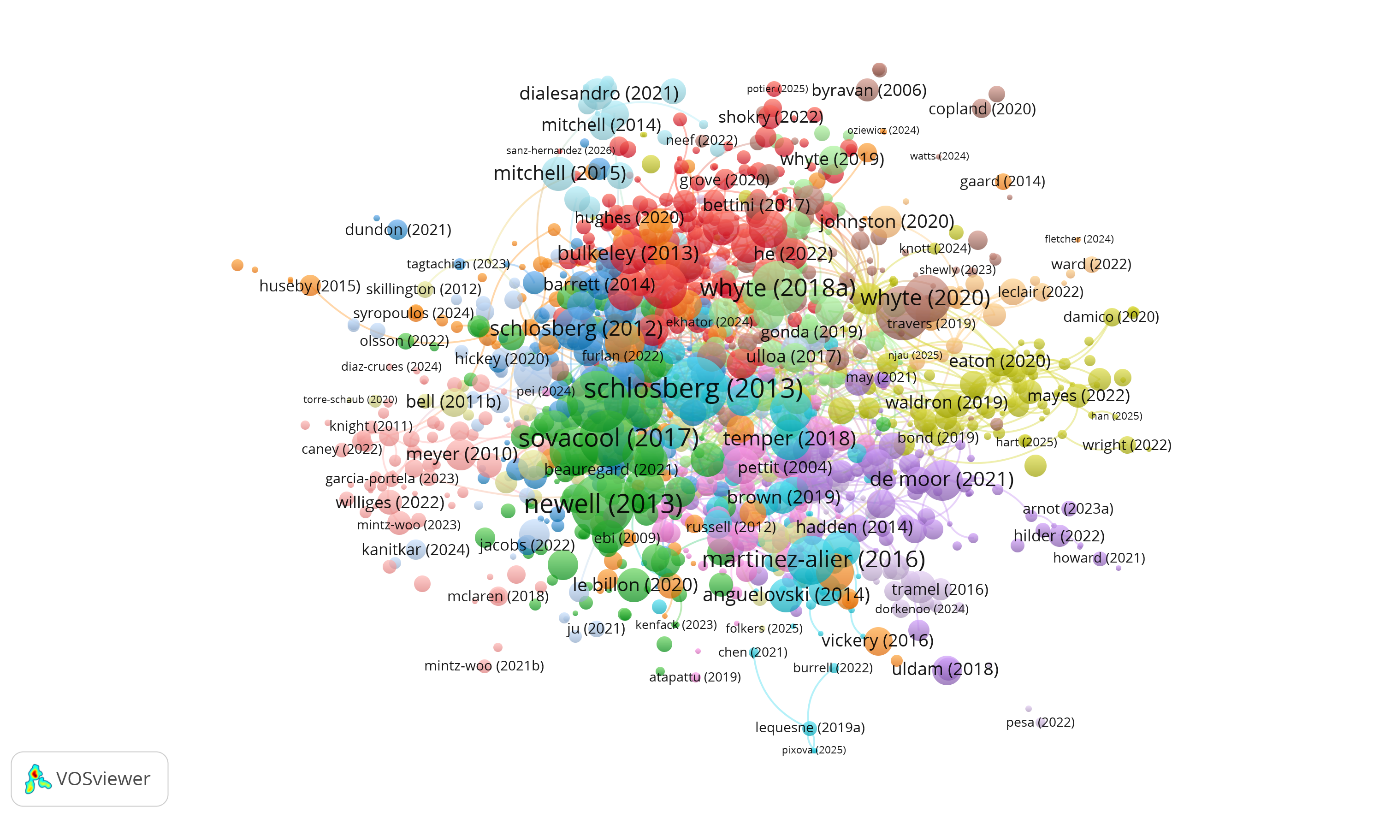 potier (2025)
byravan (2006)
dialesandro (2021)
copland (2020)
shokry (2022)
mitchell (2014)
oziewicz (2024)
neef (2022)
sanz-hernandez (2026)
watts (2024)
whyte (2019)
mitchell (2015)
grove (2020)
gaard (2014)
bettini (2017)
hughes (2020)
johnston (2020)
dundon (2021)
fletcher (2024)
knott (2024)
bulkeley (2013)
he (2022)
tagtachian (2023)
ward (2022)
shewly (2023)
huseby (2015)
skillington (2012)
barrett (2014)
whyte (2018a)
leclair (2022)
whyte (2020)
syropoulos (2024)
damico (2020)
ekhator (2024)
travers (2019)
schlosberg (2012)
gonda (2019)
olsson (2022)
furlan (2022)
ulloa (2017)
njau (2025)
hickey (2020)
eaton (2020)
diaz-cruces (2024)
may (2021)
schlosberg (2013)
pei (2024)
mayes (2022)
torre-schaub (2020)
bell (2011b)
waldron (2019)
han (2025)
knight (2011)
sovacool (2017)
temper (2018)
bond (2019)
hart (2025)
wright (2022)
caney (2022)
meyer (2010)
beauregard (2021)
pettit (2004)
garcia-portela (2023)
de moor (2021)
williges (2022)
newell (2013)
brown (2019)
arnot (2023a)
mintz-woo (2023)
russell (2012)
hadden (2014)
hilder (2022)
ebi (2009)
kanitkar (2024)
jacobs (2022)
martinez-alier (2016)
howard (2021)
le billon (2020)
tramel (2016)
mclaren (2018)
anguelovski (2014)
dorkenoo (2024)
ju (2021)
kenfack (2023)
folkers (2025)
vickery (2016)
chen (2021)
mintz-woo (2021b)
burrell (2022)
uldam (2018)
atapattu (2019)
lequesne (2019a)
pesa (2022)
pixova (2025)
VOSviewer